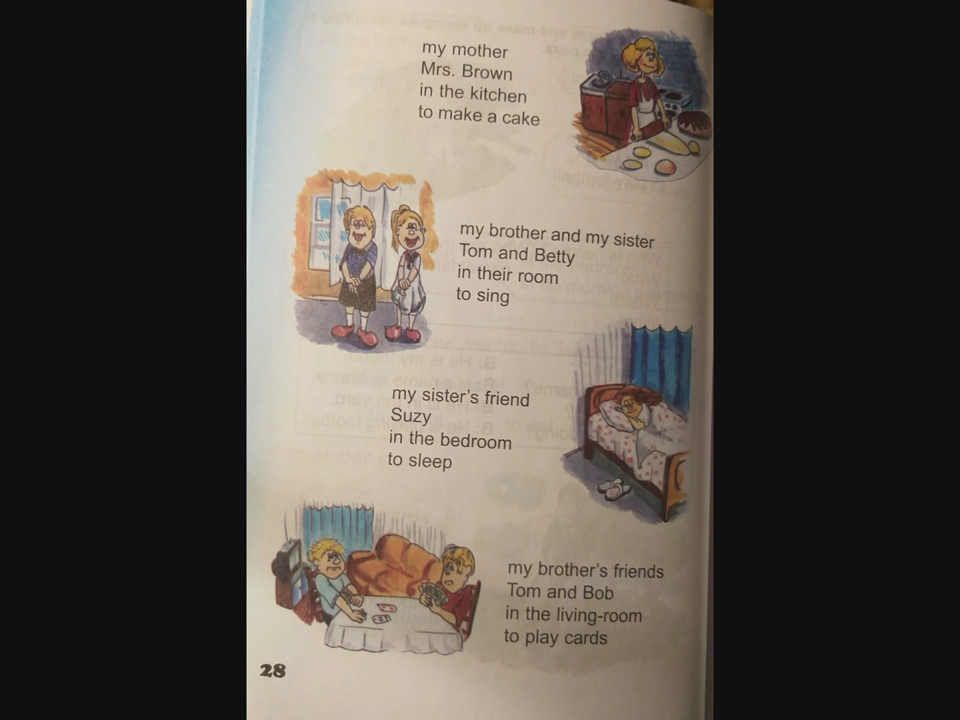 my mother
Mrs. Brown
in the kitchen
to make a cake
my brother and my sister
Tom and Betty
in their room
to sing
my sister's friend
Suzy
in the bedroom
to sleep
my brother's friends
Tom and Bob
in the living-room
to play cards
28